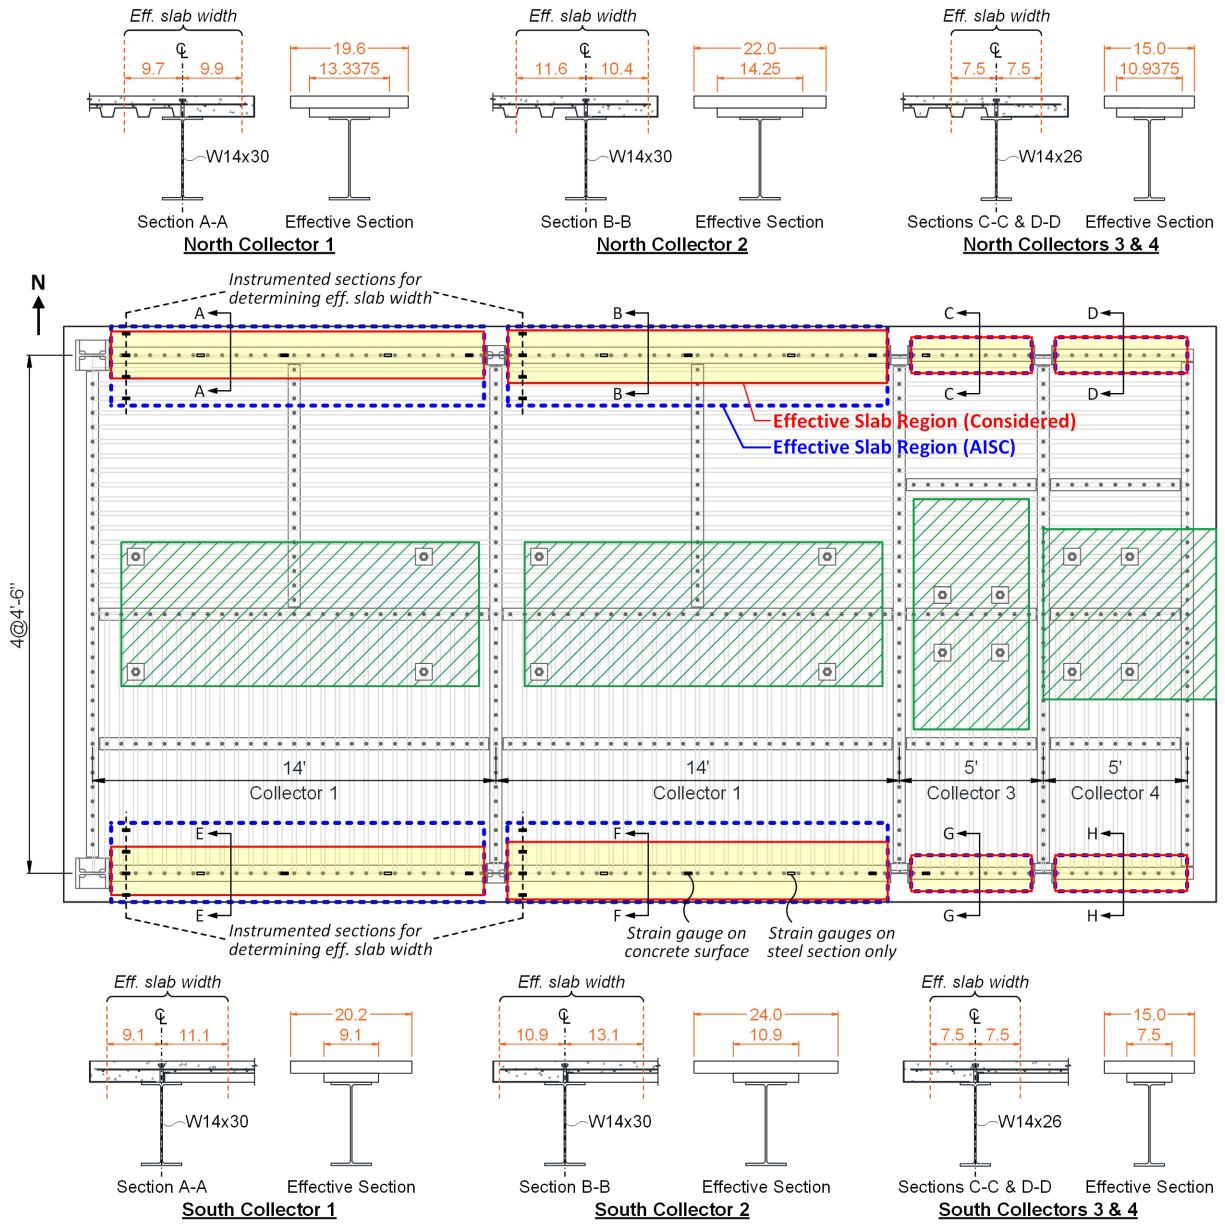 Eff. slab width
Eff. slab width
Eff. slab width
℄
19.6
℄
22.0
℄
15.0
9.7
9.9
13.3375
11.6
10.4
14.25
7.5
7.5
10.9375
W14x30
W14x30
W14x26
Section A-A
Effective Section
Section B-B
Effective Section
Sections C-C & D-D
Effective Section
North Collector 1
North Collector 2
North Collectors 3 & 4
N
Instrumented sections for
determining eff. slab width
A
B
C
D
A
B
C
D
Effective Slab Region (Considered)
Effective Slab Region (AISC)
4@4'-6"
14'
Collector 1
14'
Collector 1
5'
Collector 3
5'
Collector 4
E
F
G
H
E
F
G
H
Instrumented sections for
determining eff. slab width
Strain gauge on
concrete surface
Strain gauges on
steel section only
Eff. slab width
Eff. slab width
Eff. slab width
℄
20.2
℄
24.0
℄
15.0
9.1
11.1
9.1
10.9
13.1
10.9
7.5
7.5
7.5
W14x30
W14x30
W14x26
Section A-A
Effective Section
Section B-B
Effective Section
Sections C-C & D-D
Effective Section
South Collector 1
South Collector 2
South Collectors 3 & 4